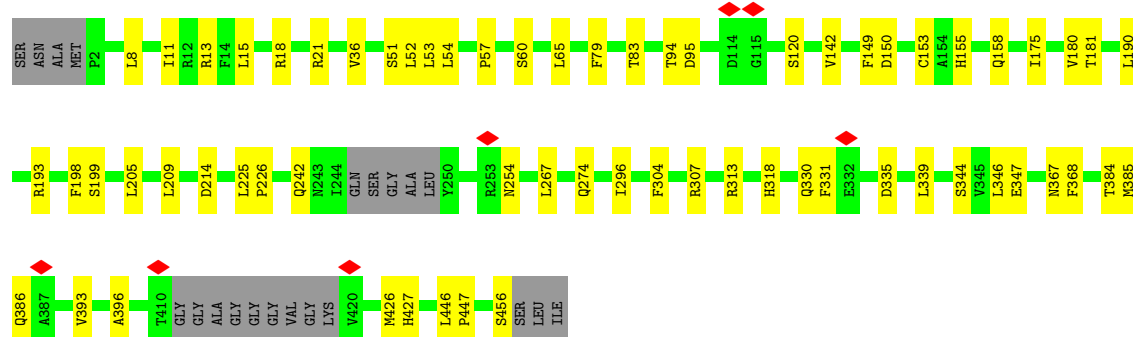 SER ASN ALA MET P2 L8 I11 R12 R13 F14 L15 R18 R21 V36 S51 L52 L53 L54 P57 S60 L65 F79 T83 T94 D95 D114 G115 S120 V142 F149 D150 C153 A154 H155 Q158 I175 V180 T181 L190
R193 F198 S199 L205 L209 D214 L225 P226 Q242 N243 I244 GLN SER GLY ALA LEU Y250 R253 N254 L267 Q274 I296 F304 R307 R313 H318 Q330 F331 E332 D335 L339 S344 V345 L346 E347 N367 F368 T384 M385
Q386 A387 V393 A396 T410 GLY GLY ALA GLY GLY GLY VAL GLY LYS V420 M426 H427 L446 P447 S456 SER LEU ILE